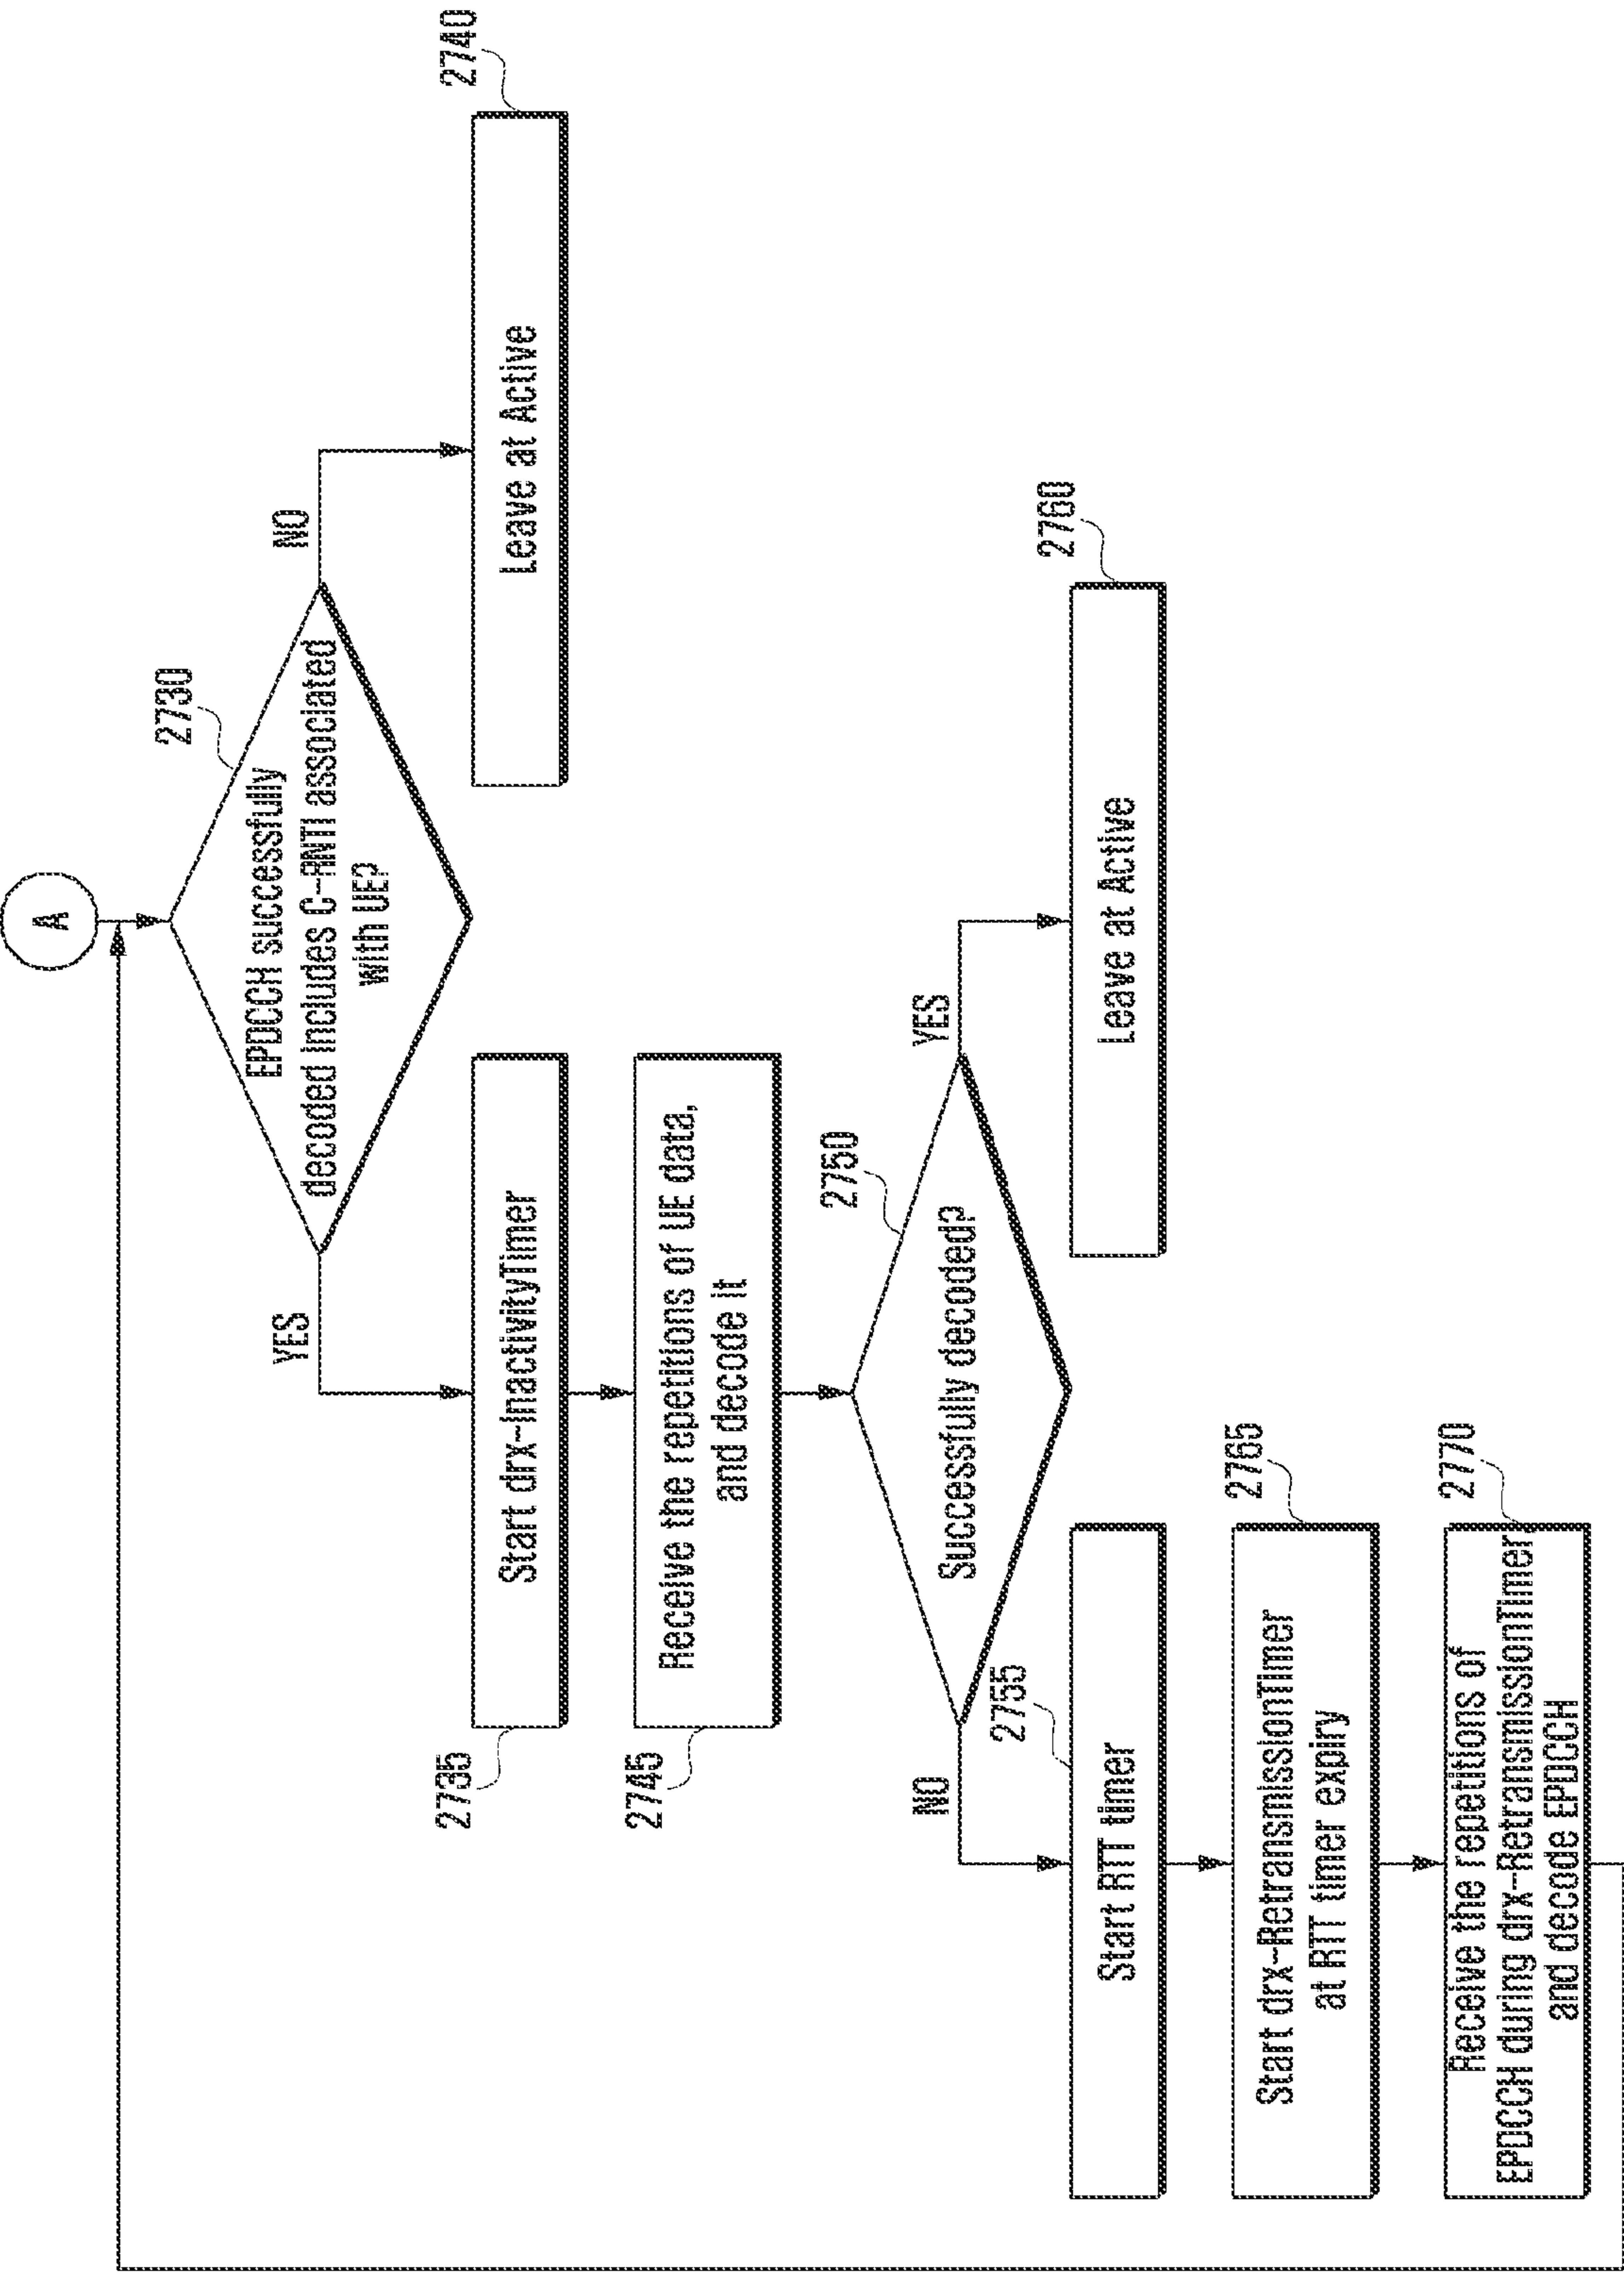 A
2730
EPDCCH successfully
decoded includes C-RNTI associated
with UE?
YES
NO
2735
Start drx-InactivityTimer
2740
Leave at Active
2745
Receive the repetitions of UE data,
and decode it
2750
Successfully decoded?
NO
YES
2755
Start RTT timer
2760
Leave at Active
2765
Start drx-RetransmissionTimer
at RTT timer expiry
2770
Receive the repetitions of
EPDCCH during drx-RetransmissionTimer
and decode EPDCCH